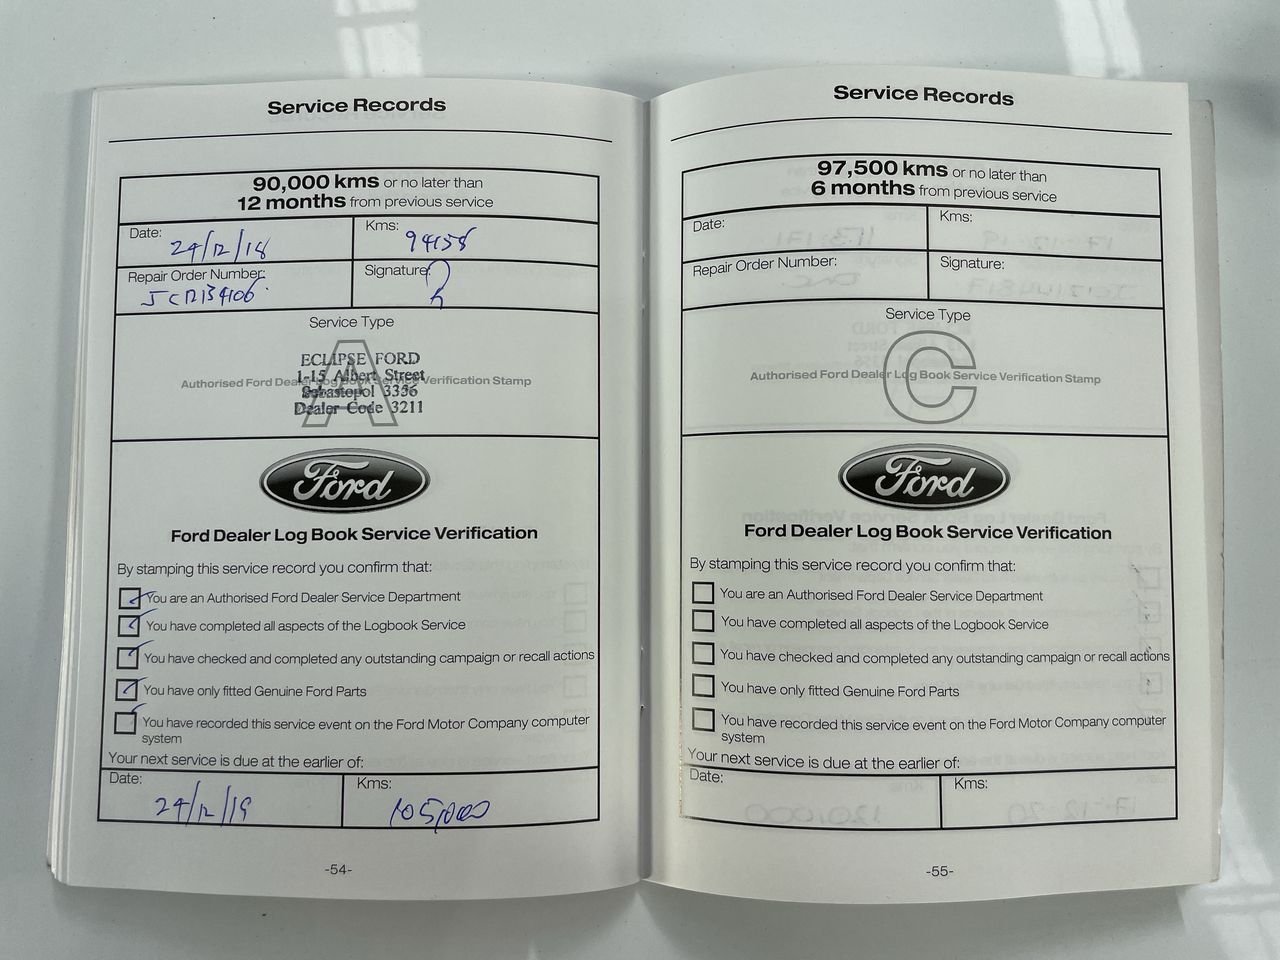 Service Records
90,000 kms or no later than
12 months from previous service
Date:
24/12/18
Kms:
94158
Repair Order Number:
Signature:
Service Type
ECLIPSE FORD
1-15 Albert Street
Authorised Ford Dealer Log Book Service Verification Stamp
Sebastopol 3356
Dealer Code 3211
A
Ford
Ford Dealer Log Book Service Verification
By stamping this service record you confirm that:
You are an Authorised Ford Dealer Service Department
You have completed all aspects of the Logbook Service
You have checked and completed any outstanding campaign or recall actions
You have only fitted Genuine Ford Parts
You have recorded this service event on the Ford Motor Company computer
system
Your next service is due at the earlier of:
Date:
24/12/19
Kms:
105,000
-54-
Service Records
97,500 kms or no later than
6 months from previous service
Date:
Kms:
Repair Order Number:
Signature:
Service Type
Authorised Ford Dealer Log Book Service Verification Stamp
C
Ford
Ford Dealer Log Book Service Verification
By stamping this service record you confirm that:
You are an Authorised Ford Dealer Service Department
You have completed all aspects of the Logbook Service
You have checked and completed any outstanding campaign or recall actions
You have only fitted Genuine Ford Parts
You have recorded this service event on the Ford Motor Company computer
system
Your next service is due at the earlier of:
Date:
Kms:
-55-